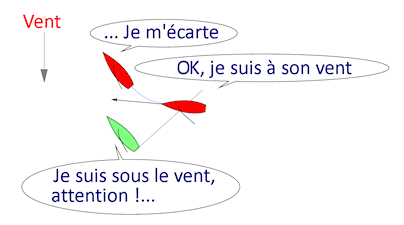 Vent
... Je m'écarte
OK, je suis à son vent
Je suis sous le vent,
attention !...